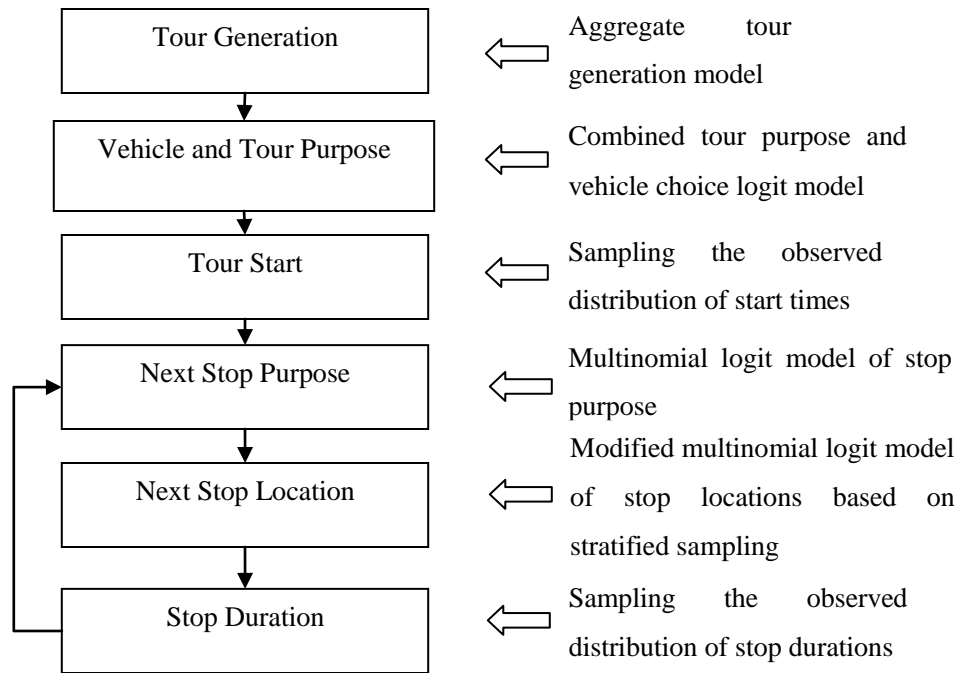 Tour Generation
Aggregate tour
generation model
Vehicle and Tour Purpose
Combined tour purpose and
vehicle choice logit model
Tour Start
Sampling the observed
distribution of start times
Next Stop Purpose
Multinomial logit model of stop
purpose
Next Stop Location
Modified multinomial logit model
of stop locations based on
stratified sampling
Stop Duration
Sampling the observed
distribution of stop durations